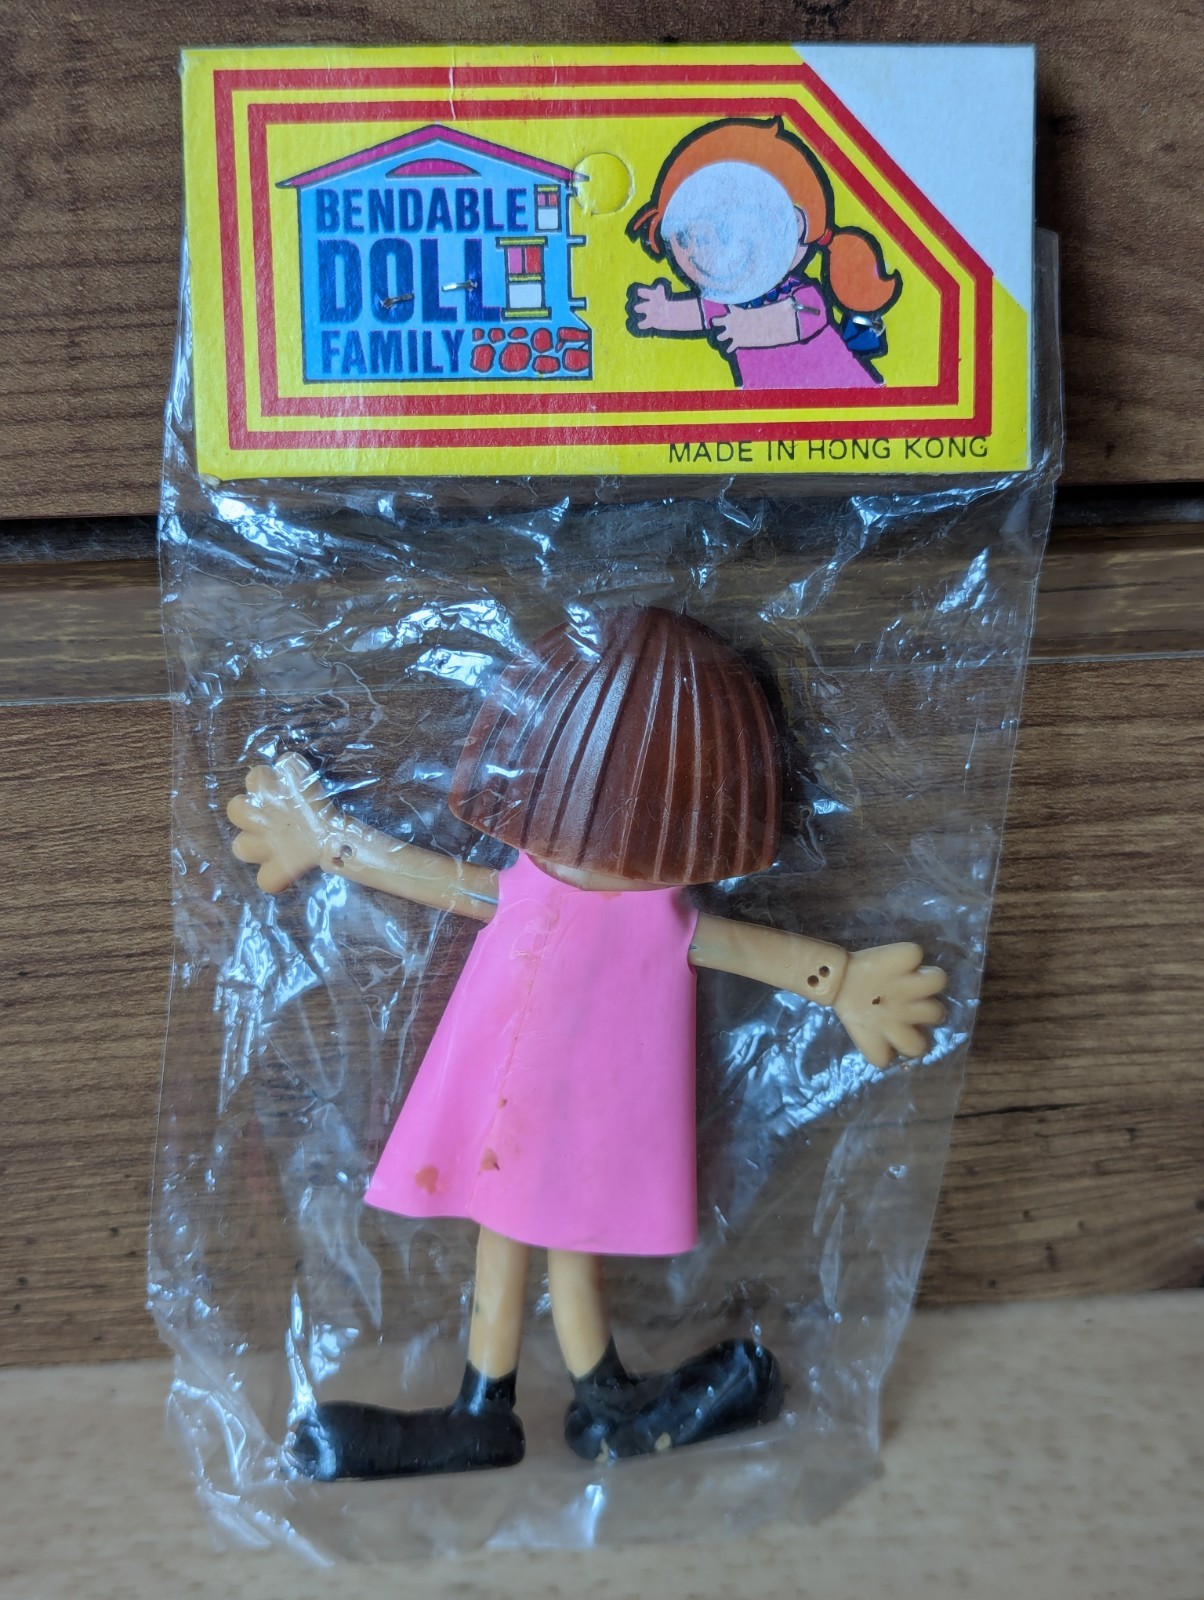 BENDABLE
DOLL
FAMILY
MADE IN HONG KONG